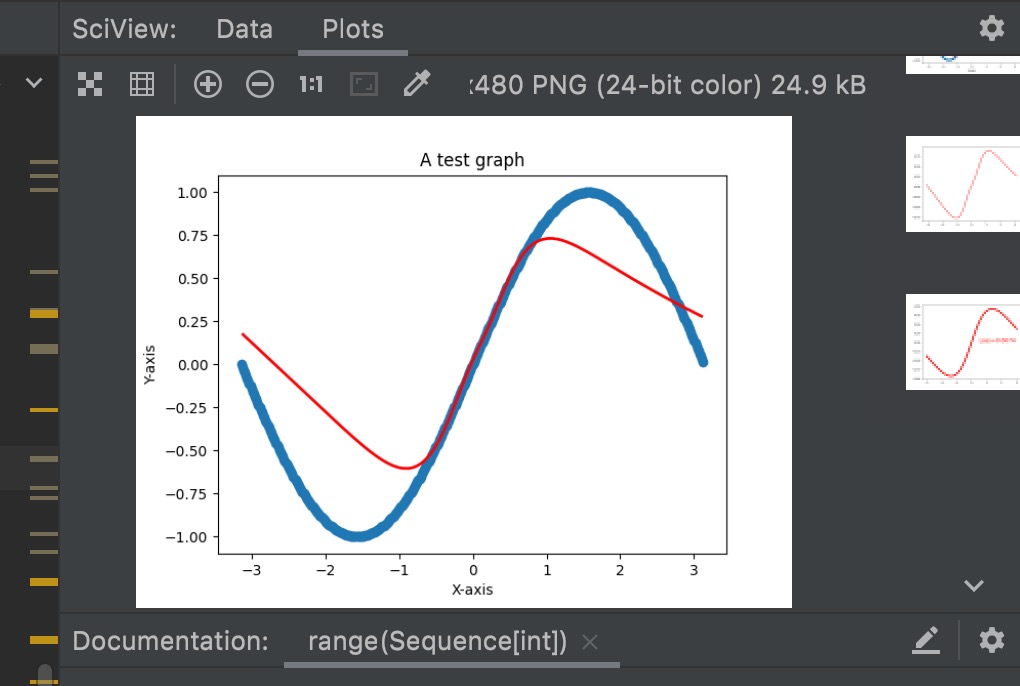 SciView: Data Plots
1:1 x480 PNG (24-bit color) 24.9 kB
A test graph
1.00
0.75
0.50
0.25
0.00
−0.25
−0.50
−0.75
−1.00
Y-axis
−3 −2 −1 0 1 2 3
X-axis
Documentation: range(Sequence[int]) ×